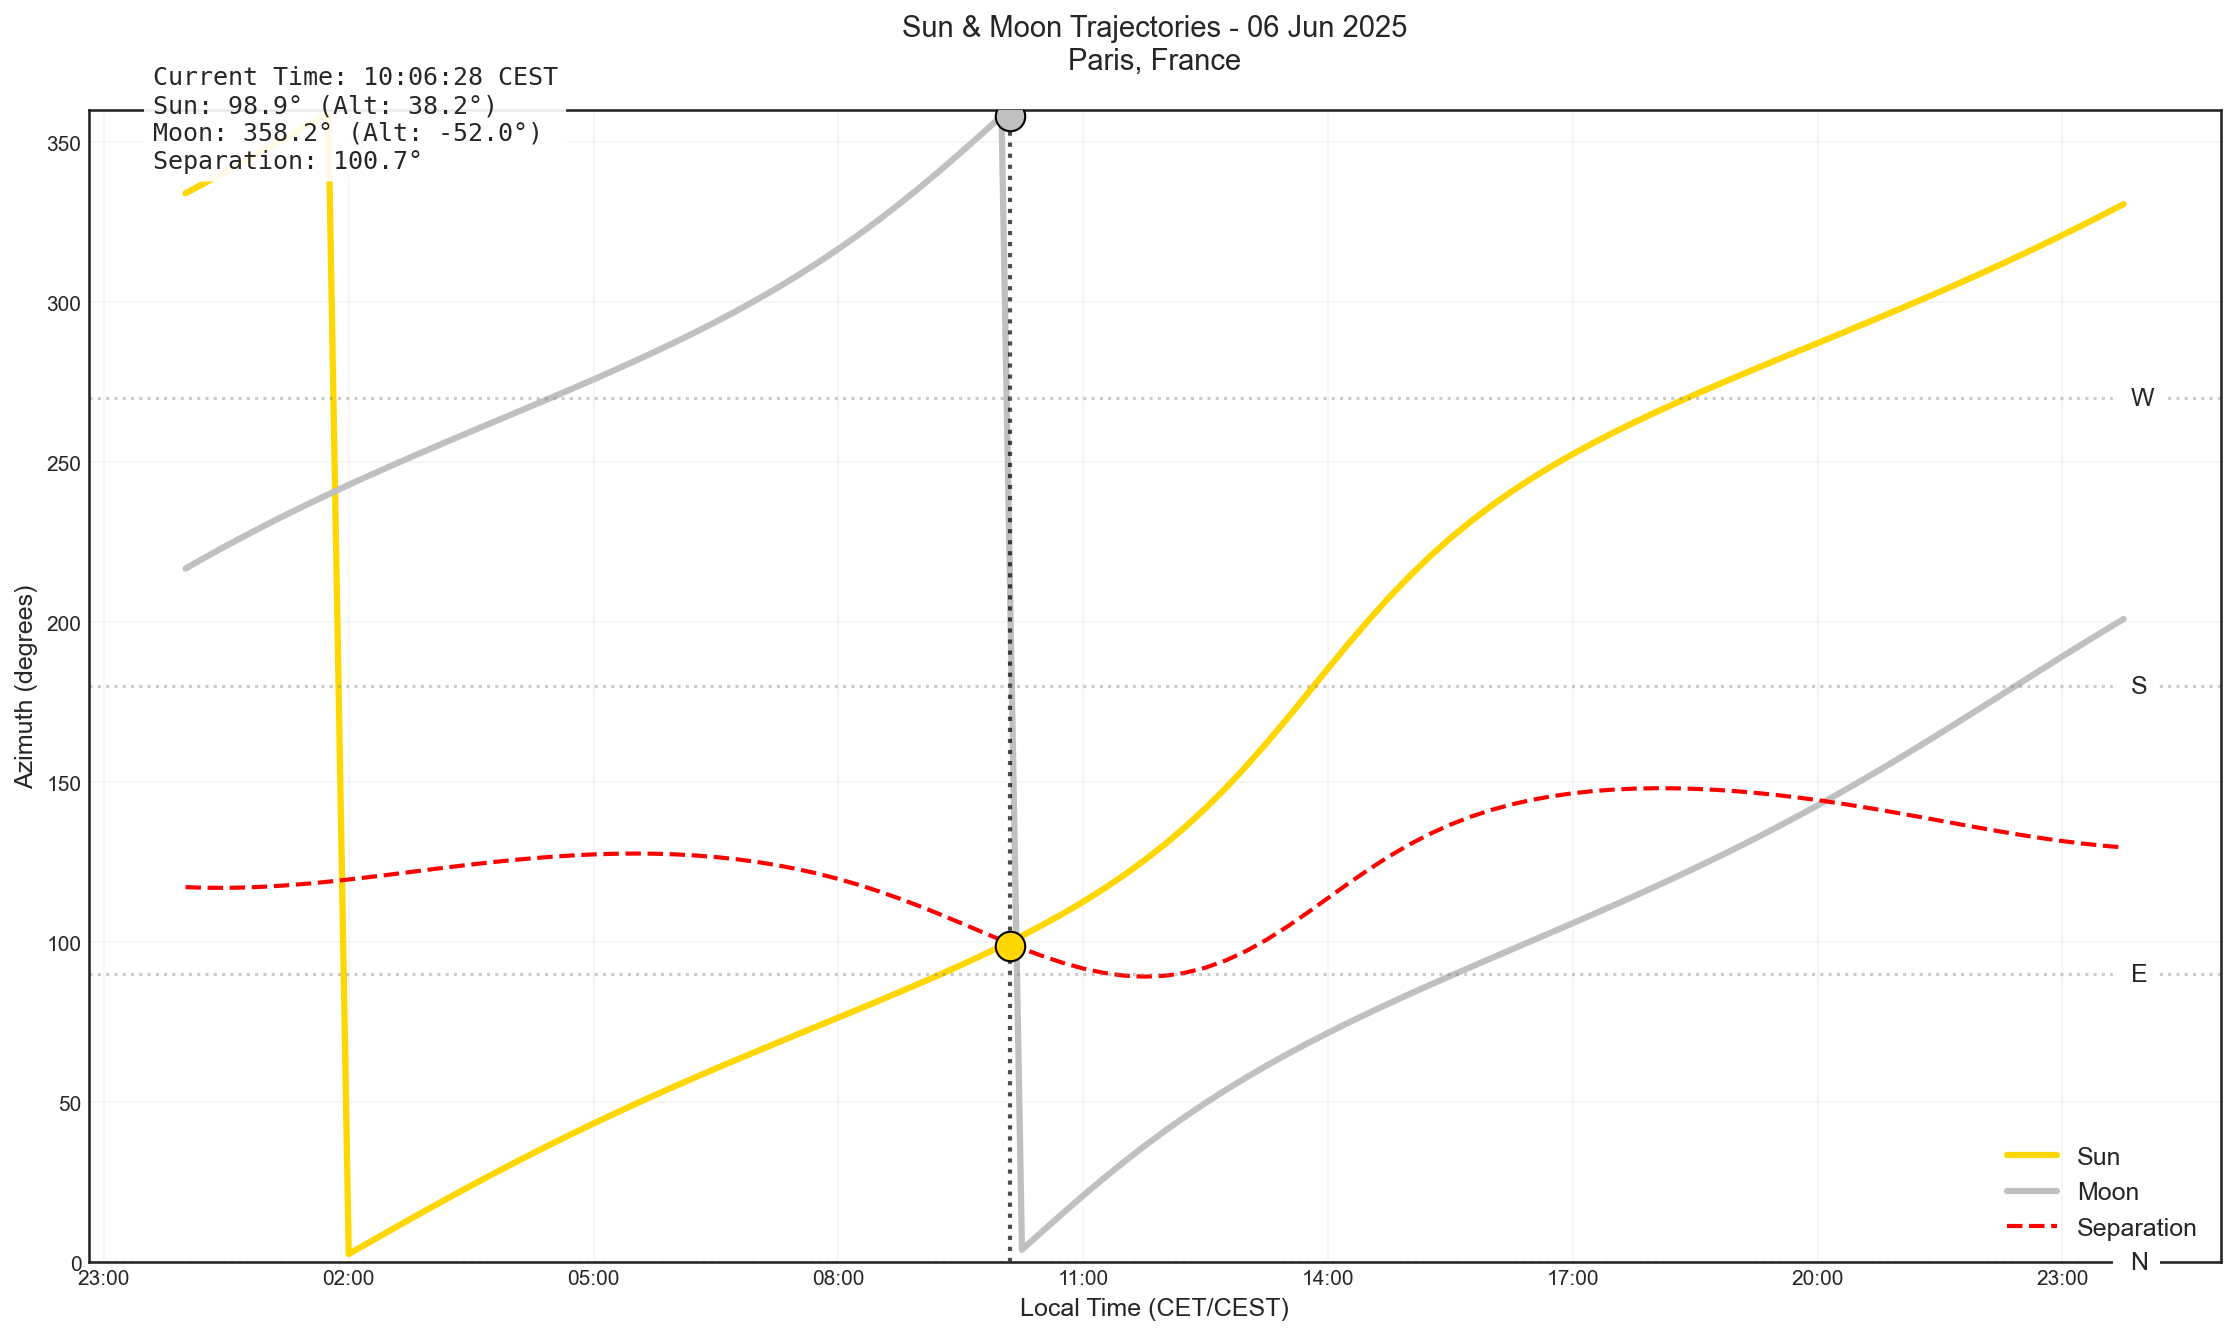 Sun & Moon Trajectories - 06 Jun 2025
Paris, France
Current Time: 10:06:28 CEST
Sun: 98.9° (Alt: 38.2°)
Moon: 358.2° (Alt: -52.0°)
Separation: 100.7°
350
300
250
200
150
100
50
0
Azimuth (degrees)
W
S
E
N
Sun
Moon
Separation
23:00 02:00 05:00 08:00 11:00 14:00 17:00 20:00 23:00
Local Time (CET/CEST)